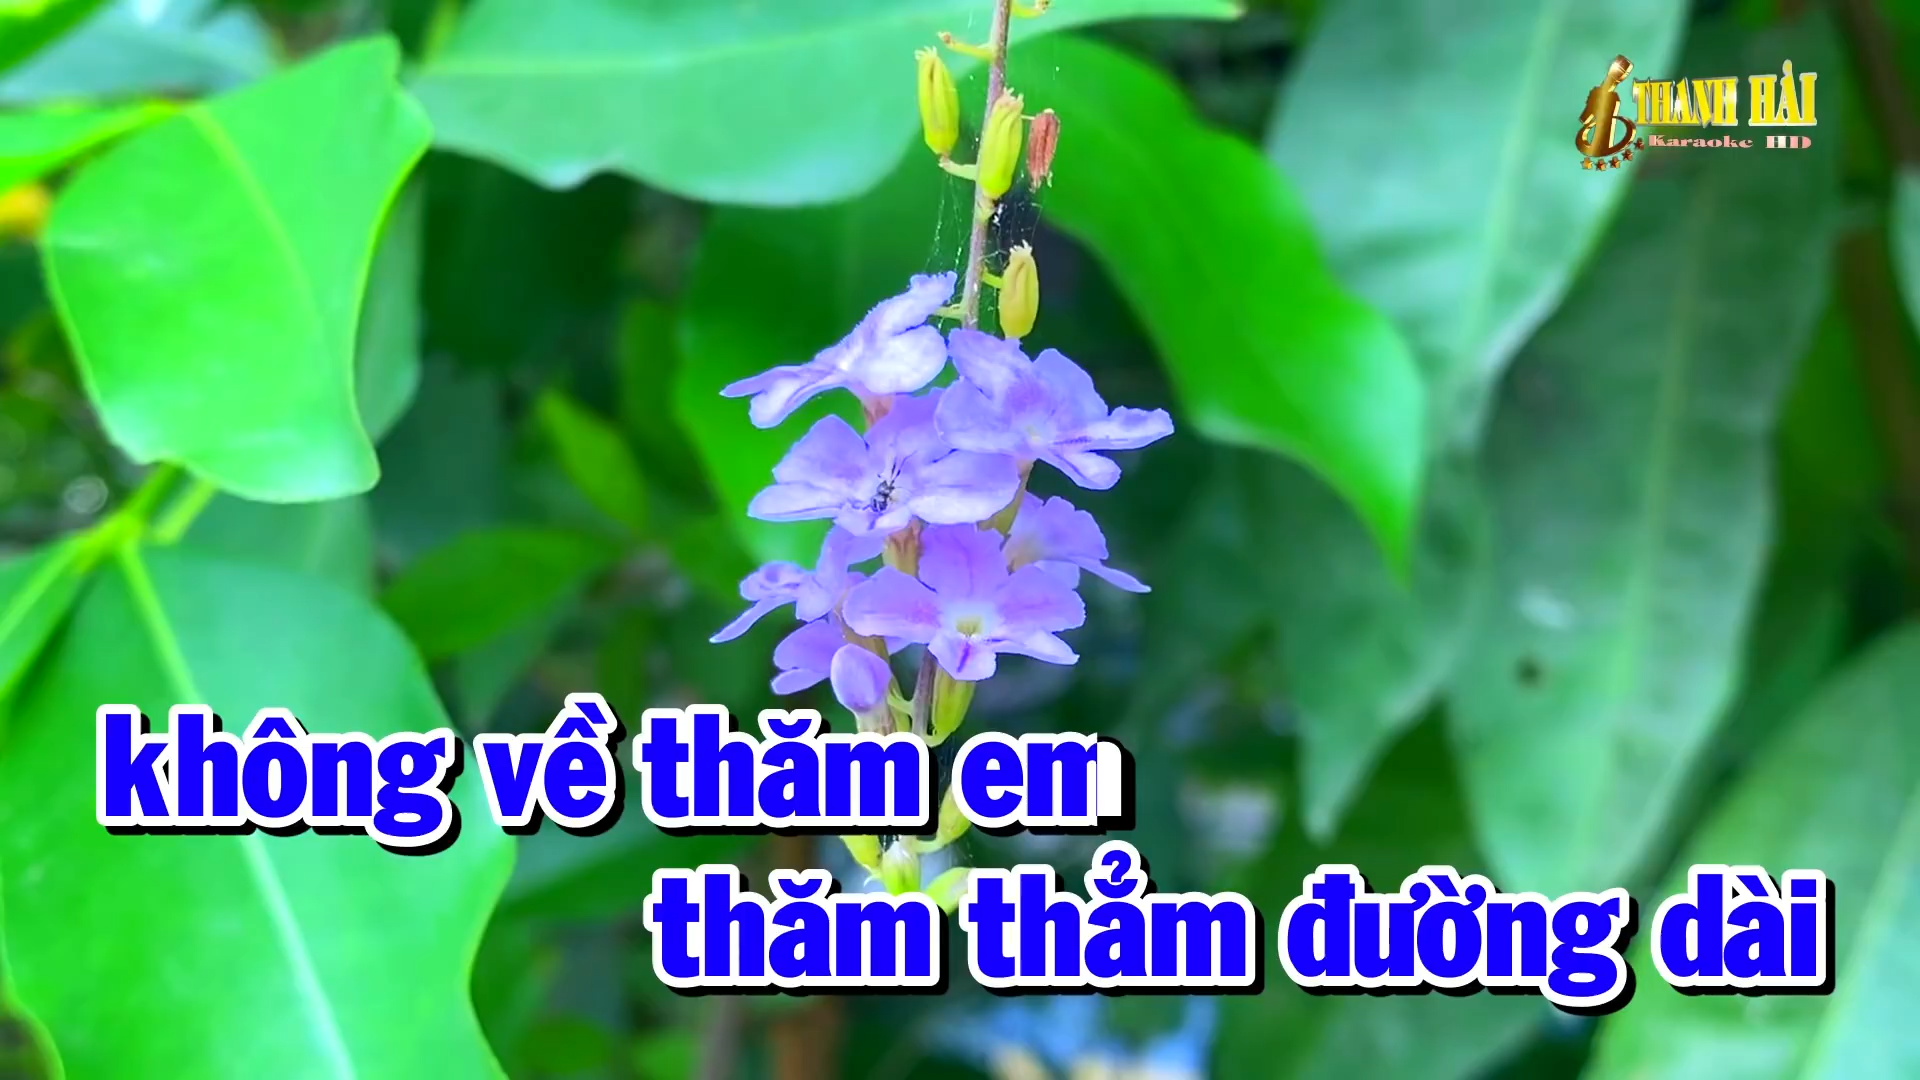 THANH HẢI
Karaoke HD
không về thăm em
thăm thẳm đường dài